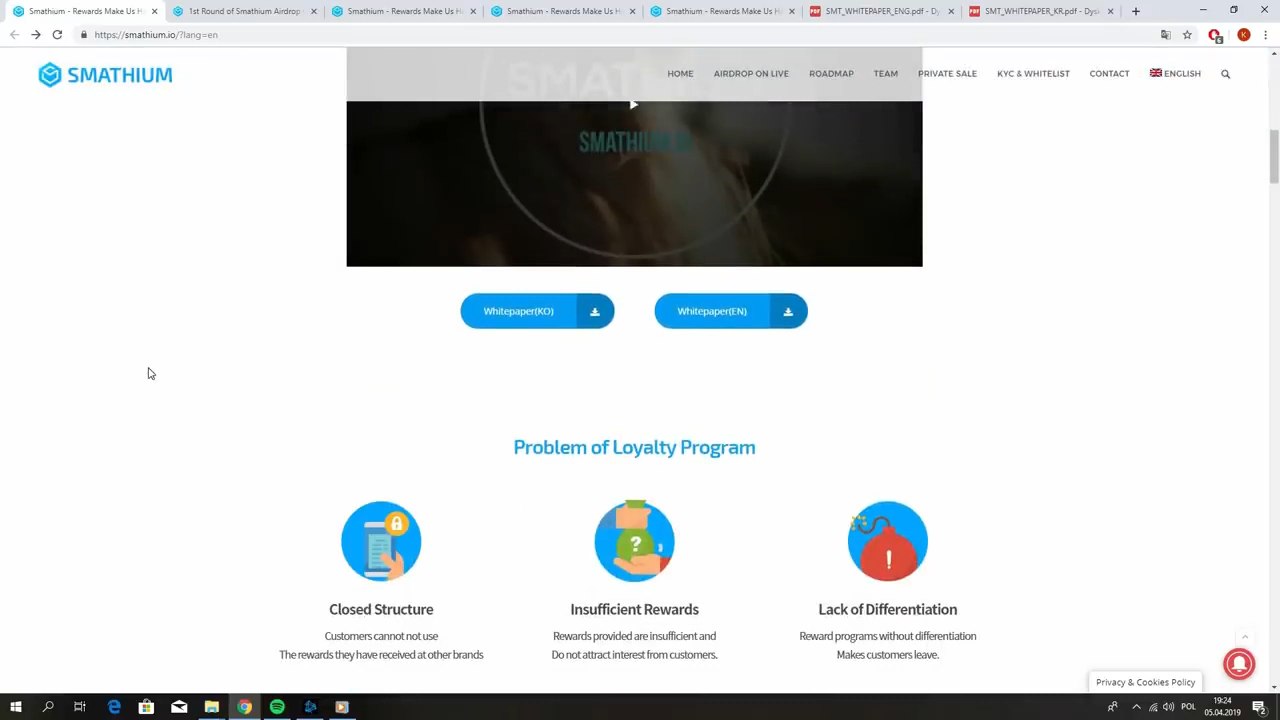 Smathium - Rewards Make Us H
1st Round of Smathium Airdrop
Smathium - Rewards Make Us H
Smathium - Rewards Make Us H
Smathium - Rewards Make Us H
SMT_WHITEPAPER_ENG.pdf - Dy
SMT_WHITEPAPER_KR.pdf - Dysk
https://smathium.io/?lang=en
SMATHIUM
HOME
AIRDROP ON LIVE
ROADMAP
TEAM
PRIVATE SALE
KYC & WHITELIST
CONTACT
ENGLISH
Whitepaper(KO)
Whitepaper(EN)
Problem of Loyalty Program
Closed Structure
Customers cannot not use
The rewards they have received at other brands
Insufficient Rewards
Rewards provided are insufficient and
Do not attract interest from customers.
Lack of Differentiation
Reward programs without differentiation
Makes customers leave.
Privacy & Cookies Policy
POL
19:24
05.04.2019